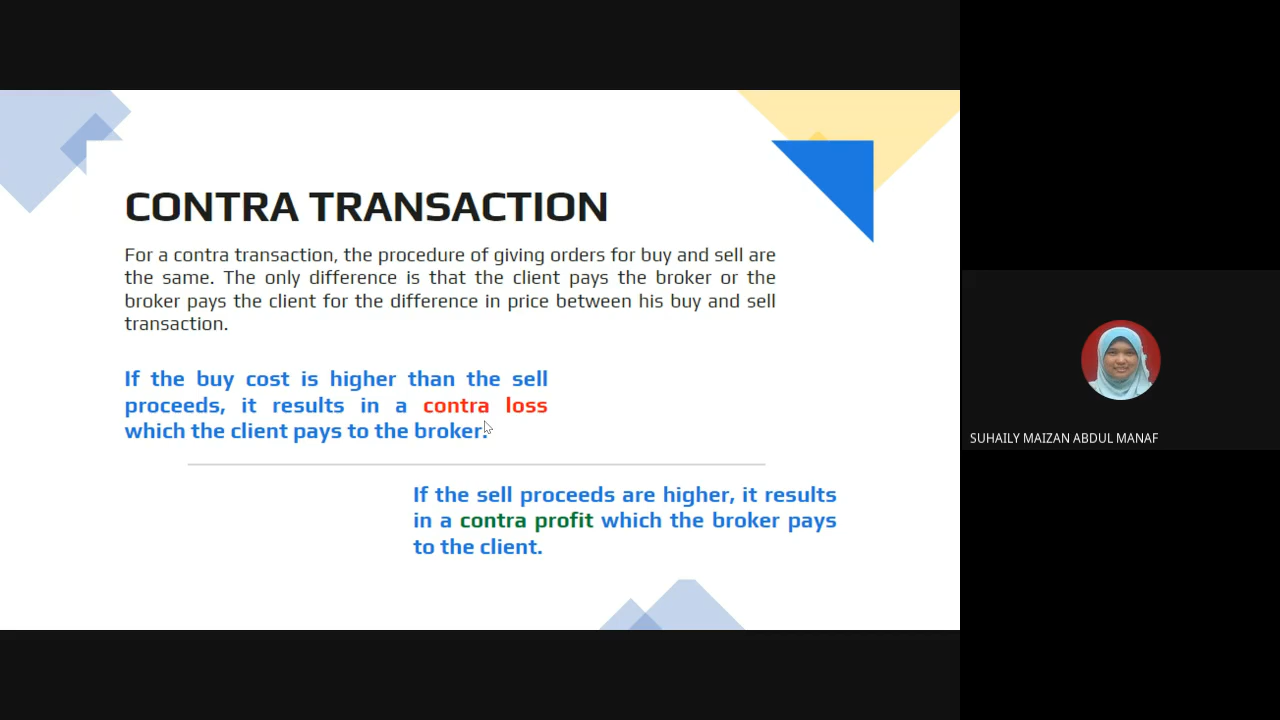 CONTRA TRANSACTION
For a contra transaction, the procedure of giving orders for buy and sell are
the same. The only difference is that the client pays the broker or the
broker pays the client for the difference in price between his buy and sell
transaction.
If the buy cost is higher than the sell
proceeds, it results in a contra loss
which the client pays to the broker.
If the sell proceeds are higher, it results
in a contra profit which the broker pays
to the client.
SUHAILY MAIZAN ABDUL MANAF